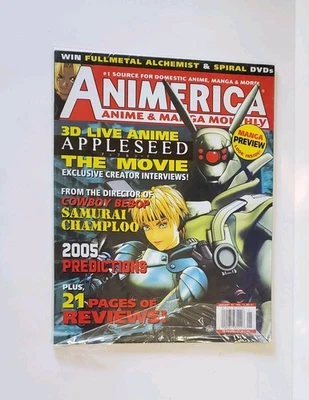 WIN FULLMETAL ALCHEMIST & SPIRAL DVDs
#1 SOURCE FOR DOMESTIC ANIME, MANGA & MORE
ANIMERICA
ANIME & MANGA MONTHLY
3D LIVE ANIME
APPLESEED
THE MOVIE
EXCLUSIVE CREATOR INTERVIEWS!
MANGA
PREVIEW
LOOK INSIDE!
FROM THE DIRECTOR OF
COWBOY BEBOP
SAMURAI
CHAMPLOO
2005
PREDICTIONS
PLUS,
21 PAGES OF
REVIEWS!